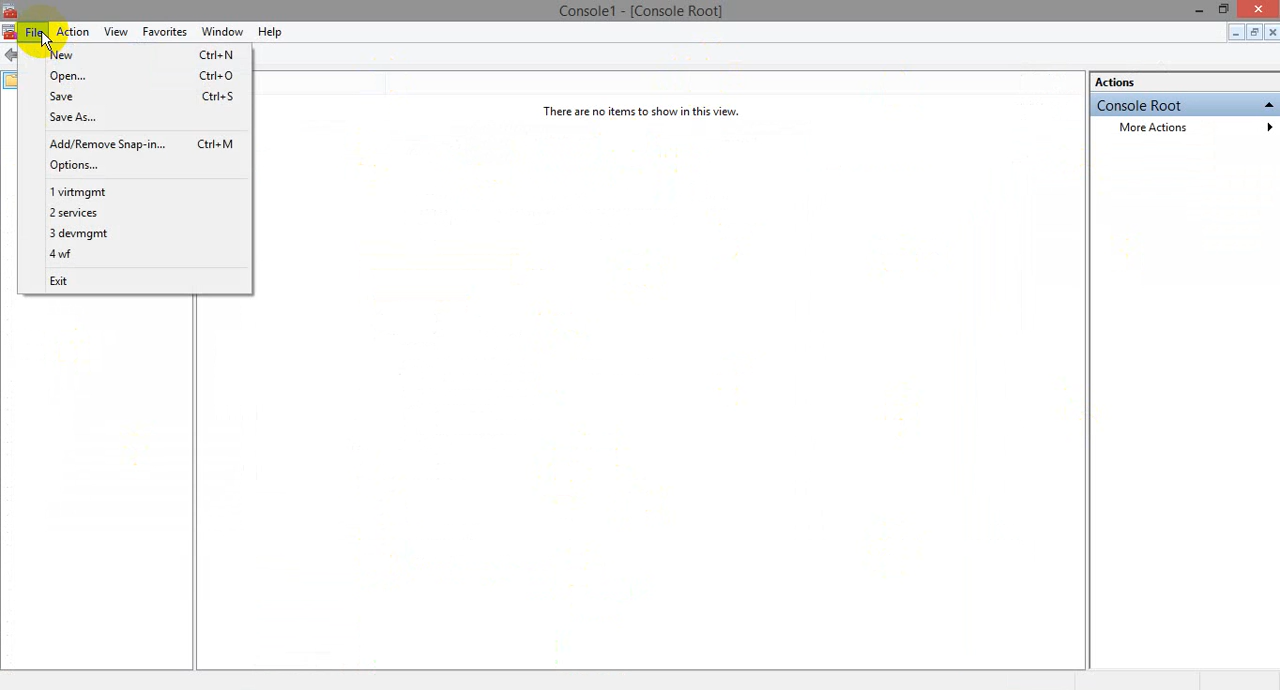 Console1 - [Console Root]
File Action View Favorites Window Help
New Ctrl+N
Open... Ctrl+O
Save Ctrl+S
Save As...
Add/Remove Snap-in... Ctrl+M
Options...
1 virtmgmt
2 services
3 devmgmt
4 wf
Exit
There are no items to show in this view.
Actions
Console Root
More Actions